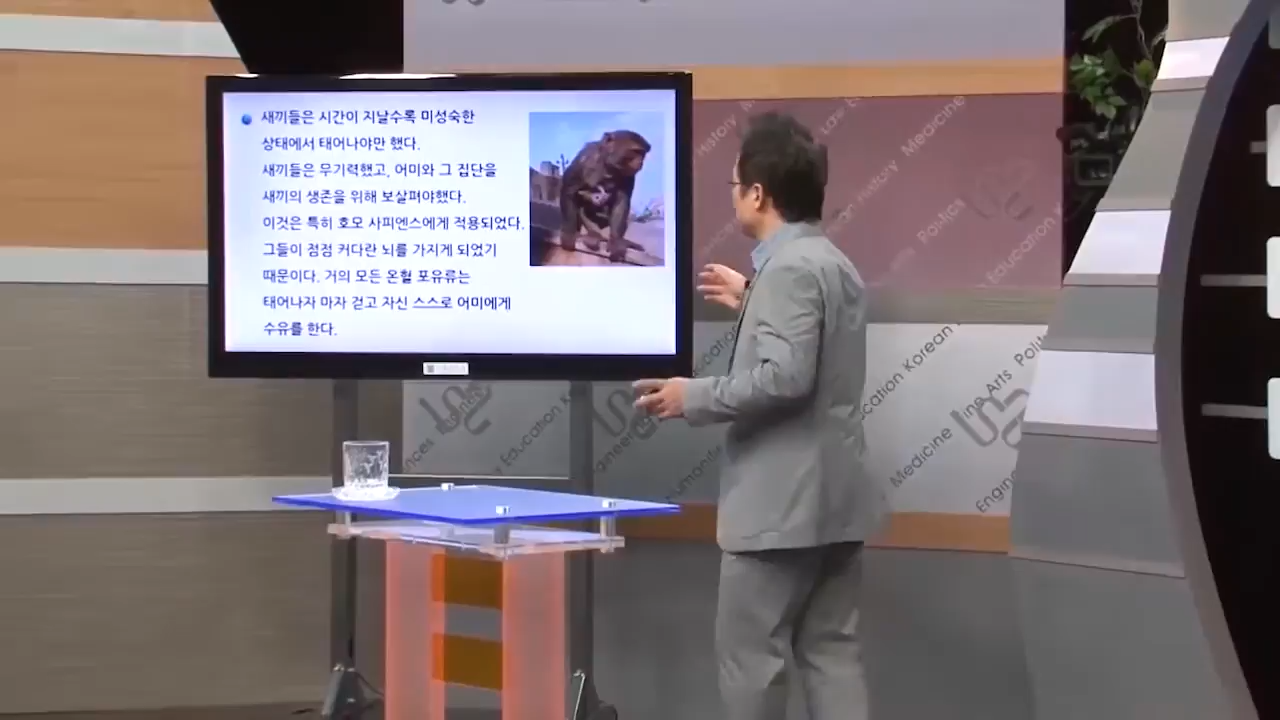 새끼들은 시간이 지날수록 미성숙한
상태에서 태어나야만 했다.
새끼들은 무기력했고, 어미와 그 집단을
새끼의 생존을 위해 보살펴야했다.
이것은 특히 호모 사피엔스에게 적용되었다.
그들이 점점 커다란 뇌를 가지게 되었기
때문이다. 거의 모든 온혈 포유류는
태어나자 마자 걷고 자신 스스로 어미에게
수유를 한다.
History
Medicine
Law
History
Politics
Education
Education Korean
Medicine
Fine Arts
Education